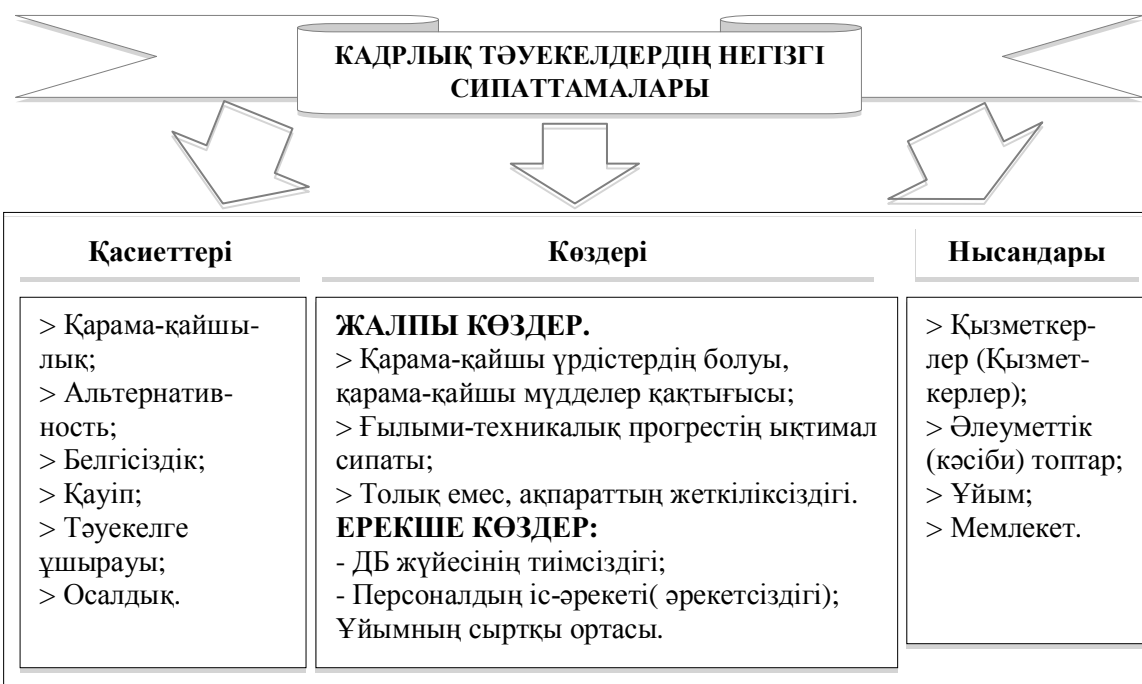 КАДРЛЫҚ ТӘУЕКЕЛДЕРДІҢ НЕГІЗГІ
СИПАТТАМАЛАРЫ
Қасиеттері
> Қарама-қайшы-
лық;
> Альтернатив-
ность;
> Белгісіздік;
> Қауіп;
> Тәуекелге
ұшырауы;
> Осалдық.
Көздері
ЖАЛПЫ КӨЗДЕР.
> Қарама-қайшы үрдістердің болуы,
қарама-қайшы мүдделер қақтығысы;
> Ғылыми-техникалық прогрестің ықтимал
сипаты;
> Толық емес, ақпараттың жеткіліксіздігі.
ЕРЕКШЕ КӨЗДЕР:
- ДБ жүйесінің тиімсіздігі;
- Персоналдың іс-әрекеті( әрекетсіздігі);
Ұйымның сыртқы ортасы.
Нысандары
> Қызметкер-
лер (Қызмет-
керлер);
> Әлеуметтік
(кәсіби) топтар;
> Ұйым;
> Мемлекет.